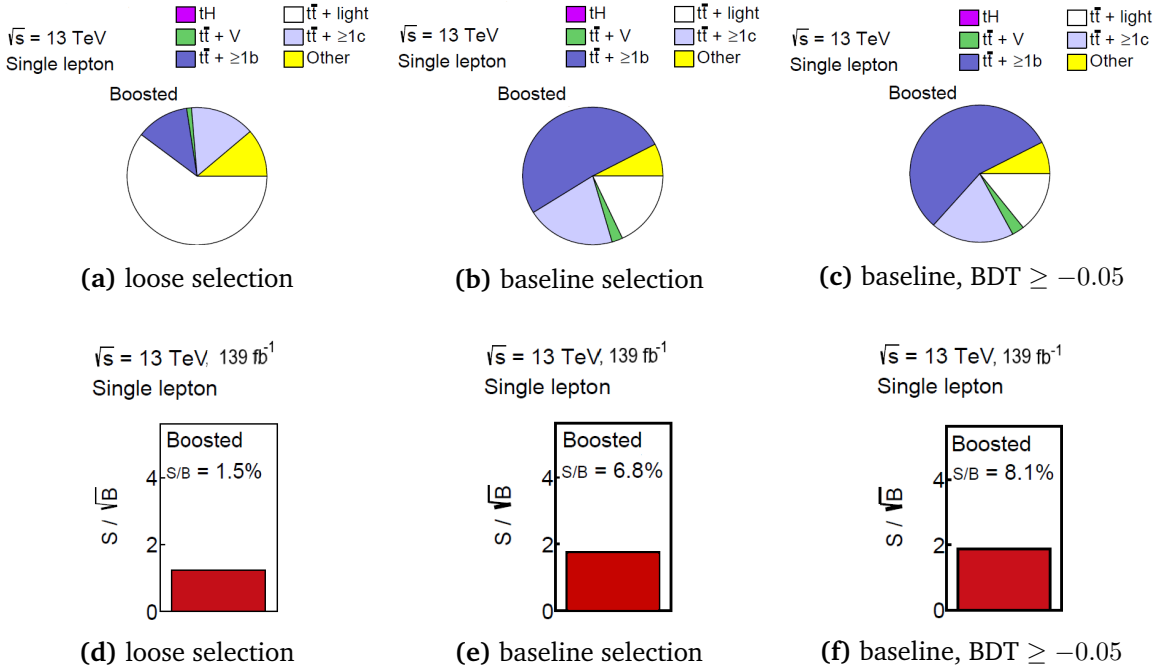 √s = 13 TeV
Single lepton
tH
tt̄ + V
tt̄ + ≥1b
tt̄ + light
tt̄ + ≥1c
Other
Boosted
(a) loose selection
√s = 13 TeV
Single lepton
tH
tt̄ + V
tt̄ + ≥1b
tt̄ + light
tt̄ + ≥1c
Other
Boosted
(b) baseline selection
√s = 13 TeV
Single lepton
tH
tt̄ + V
tt̄ + ≥1b
tt̄ + light
tt̄ + ≥1c
Other
Boosted
(c) baseline, BDT ≥ −0.05
√s = 13 TeV, 139 fb⁻¹
Single lepton
Boosted
S/B = 1.5%
S / √B
4
2
0
(d) loose selection
√s = 13 TeV, 139 fb⁻¹
Single lepton
Boosted
S/B = 6.8%
S / √B
4
2
0
(e) baseline selection
√s = 13 TeV, 139 fb⁻¹
Single lepton
Boosted
S/B = 8.1%
S / √B
4
2
0
(f) baseline, BDT ≥ −0.05